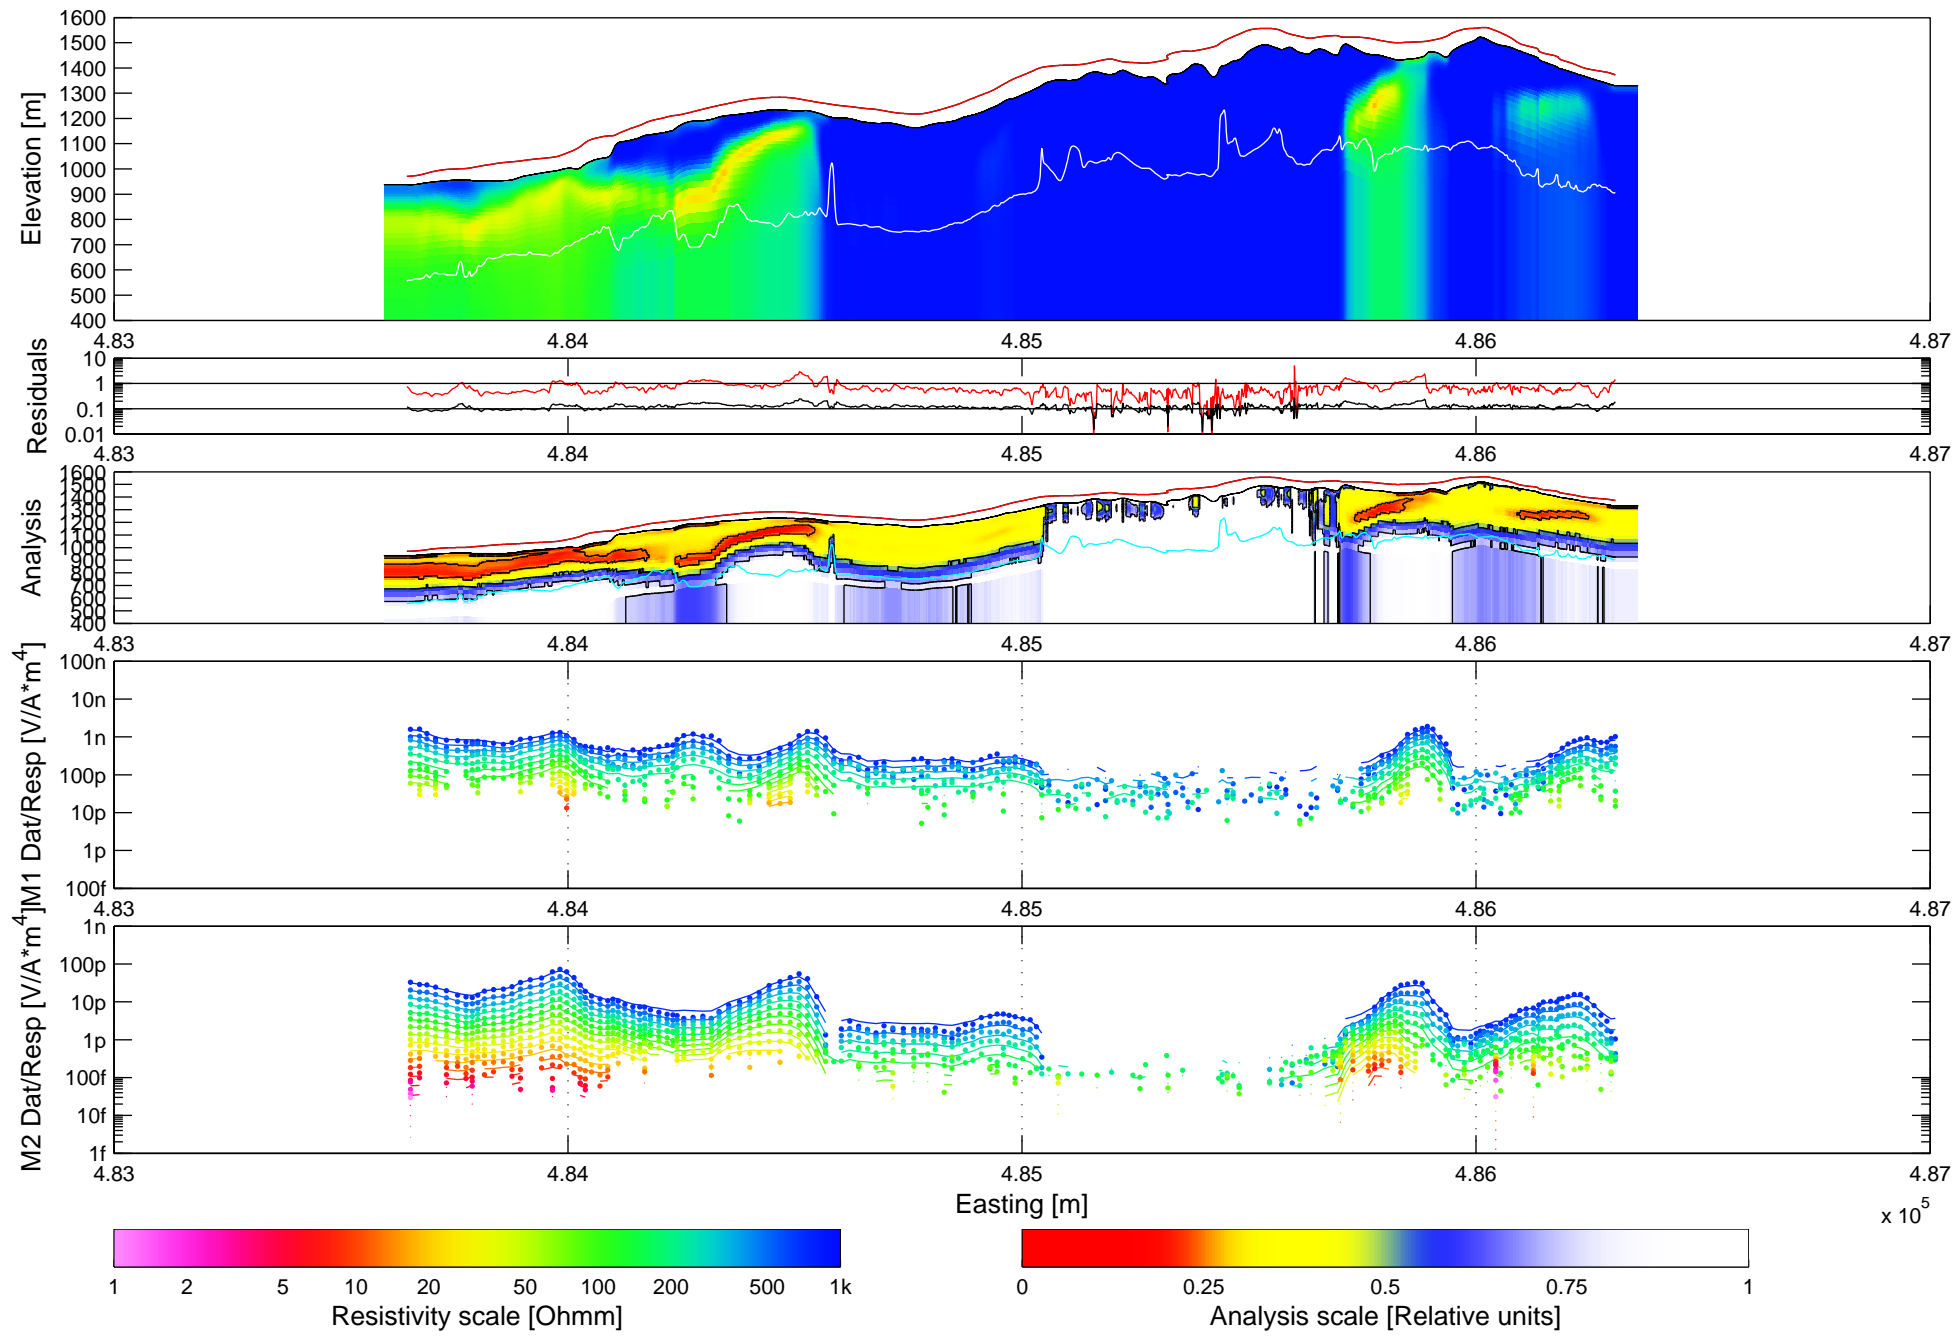 Elevation [m]
1600
1500
1400
1300
1200
1100
1000
900
800
700
600
500
400
4.83 4.84 4.85 4.86 4.87
Residuals
10
1
0.1
0.01
4.83 4.84 4.85 4.86 4.87
Analysis
1600
1500
1400
1300
1200
1100
1000
900
800
700
600
500
400
4.83 4.84 4.85 4.86 4.87
M1 Dat/Resp [V/A*m^4]
100n
10n
1n
100p
10p
1p
100f
4.83 4.84 4.85 4.86 4.87
M2 Dat/Resp [V/A*m^4]
1n
100p
10p
1p
100f
10f
1f
4.83 4.84 4.85 4.86 4.87
Easting [m]
x 10^5
1 2 5 10 20 50 100 200 500 1k
Resistivity scale [Ohmm]
0 0.25 0.5 0.75 1
Analysis scale [Relative units]